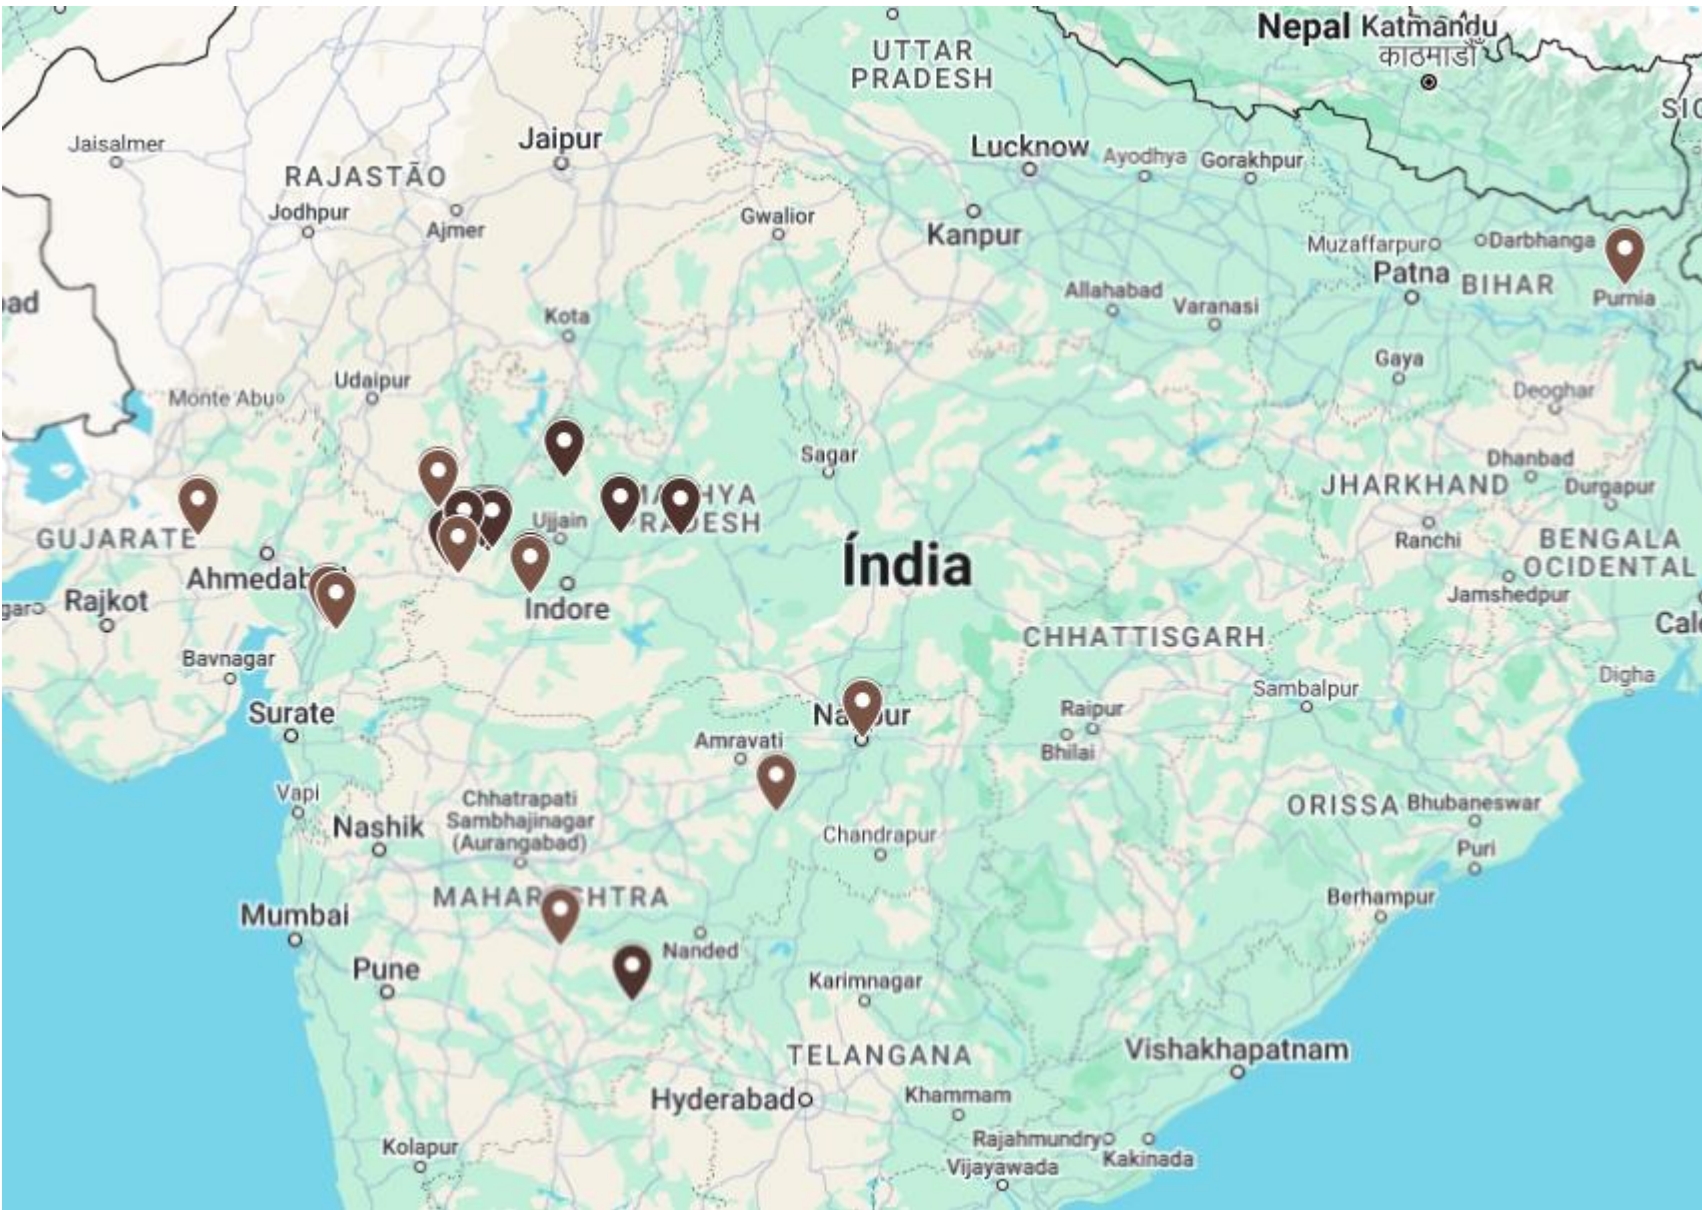 Nepal Katmandu
काठमाडौं
UTTAR
PRADESH
Jaisalmer
Jaipur
Lucknow
Ayodhya
Gorakhpur
RAJASTÃO
Jodhpur
Ajmer
Gwalior
Kanpur
Muzaffarpur
Darbhanga
Patna
BIHAR
Purnia
Allahabad
Varanasi
Kota
Gaya
Udaipur
Monte Abu
Deoghar
Sagar
Dhanbad
JHARKHAND
Durgapur
Ujjain
GUJARATE
Ranchi
BENGALA
OCIDENTAL
Índia
Rajkot
Indore
Jamshedpur
CHHATTISGARH
Bavnagar
Digha
Sambalpur
Surate
Raipur
Amravati
Bhilai
Vapi
Chhatrapati
Sambhajinagar
(Aurangabad)
ORISSA
Bhubaneswar
Nashik
Chandrapur
Puri
Berhampur
Mumbai
Nanded
Pune
Karimnagar
TELANGANA
Vishakhapatnam
Hyderabad
Khammam
Rajahmundry
Kakinada
Kolapur
Vijayawada